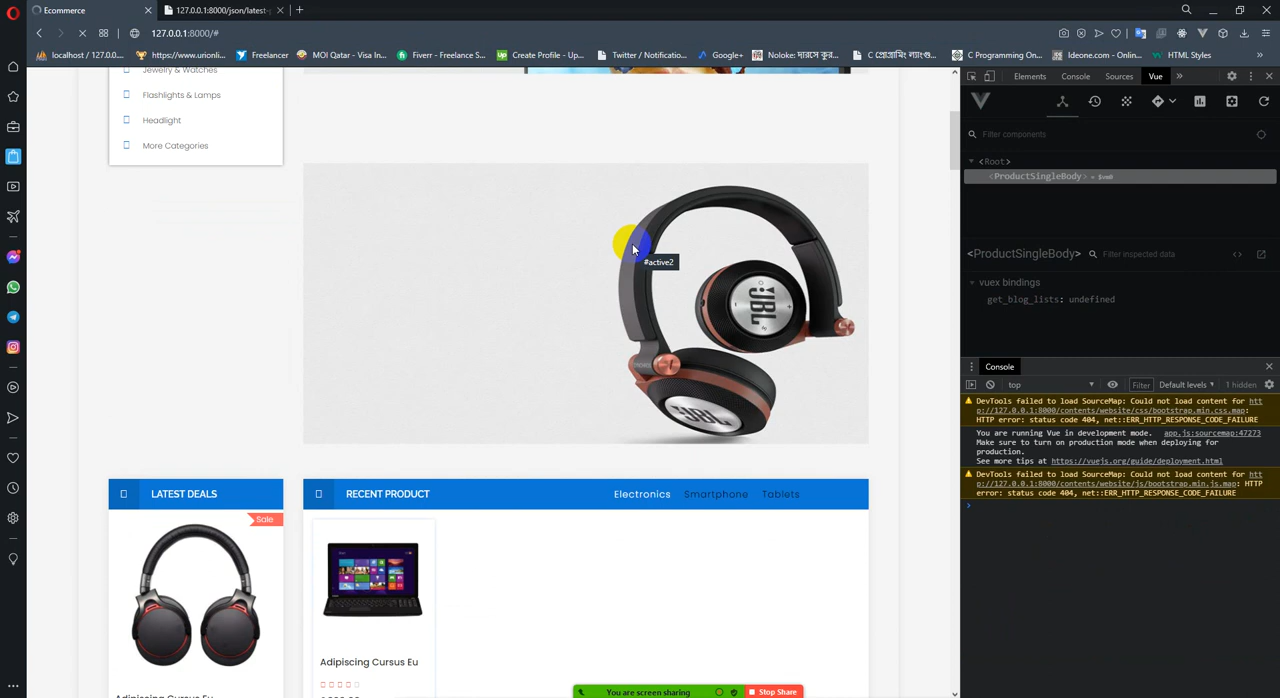 Ecommerce
127.0.0.1:8000/json/latest-
127.0.0.1:8000/#
localhost / 127.0.0....
https://www.urionli...
Freelancer
MOI Qatar - Visa In...
Fiverr - Freelance S...
Create Profile - Up...
Twitter / Notificatio...
Google+
C Programming On...
Ideone.com - Onlin...
HTML Styles
Jewelry & Watches
Flashlights & Lamps
Headlight
More Categories
#active2
JBL
JBL
LATEST DEALS
RECENT PRODUCT
Electronics
Smartphone
Tablets
Sale
Adipiscing Cursus Eu
Elements
Console
Sources
Vue
Filter components
<Root>
<ProductSingleBody> = $vm0
<ProductSingleBody>
Filter inspected data
vuex bindings
get_blog_lists: undefined
Console
top
Filter
Default levels
1 hidden
DevTools failed to load SourceMap: Could not load content for htt
p://127.0.0.1:8000/contents/website/css/bootstrap.min.css.map:
HTTP error: status code 404, net::ERR_HTTP_RESPONSE_CODE_FAILURE
You are running Vue in development mode. app.js:sourcemap:47273
Make sure to turn on production mode when deploying for
production.
See more tips at https://vuejs.org/guide/deployment.html
DevTools failed to load SourceMap: Could not load content for htt
p://127.0.0.1:8000/contents/website/js/bootstrap.min.js.map: HTTP
error: status code 404, net::ERR_HTTP_RESPONSE_CODE_FAILURE
You are screen sharing
Stop Share